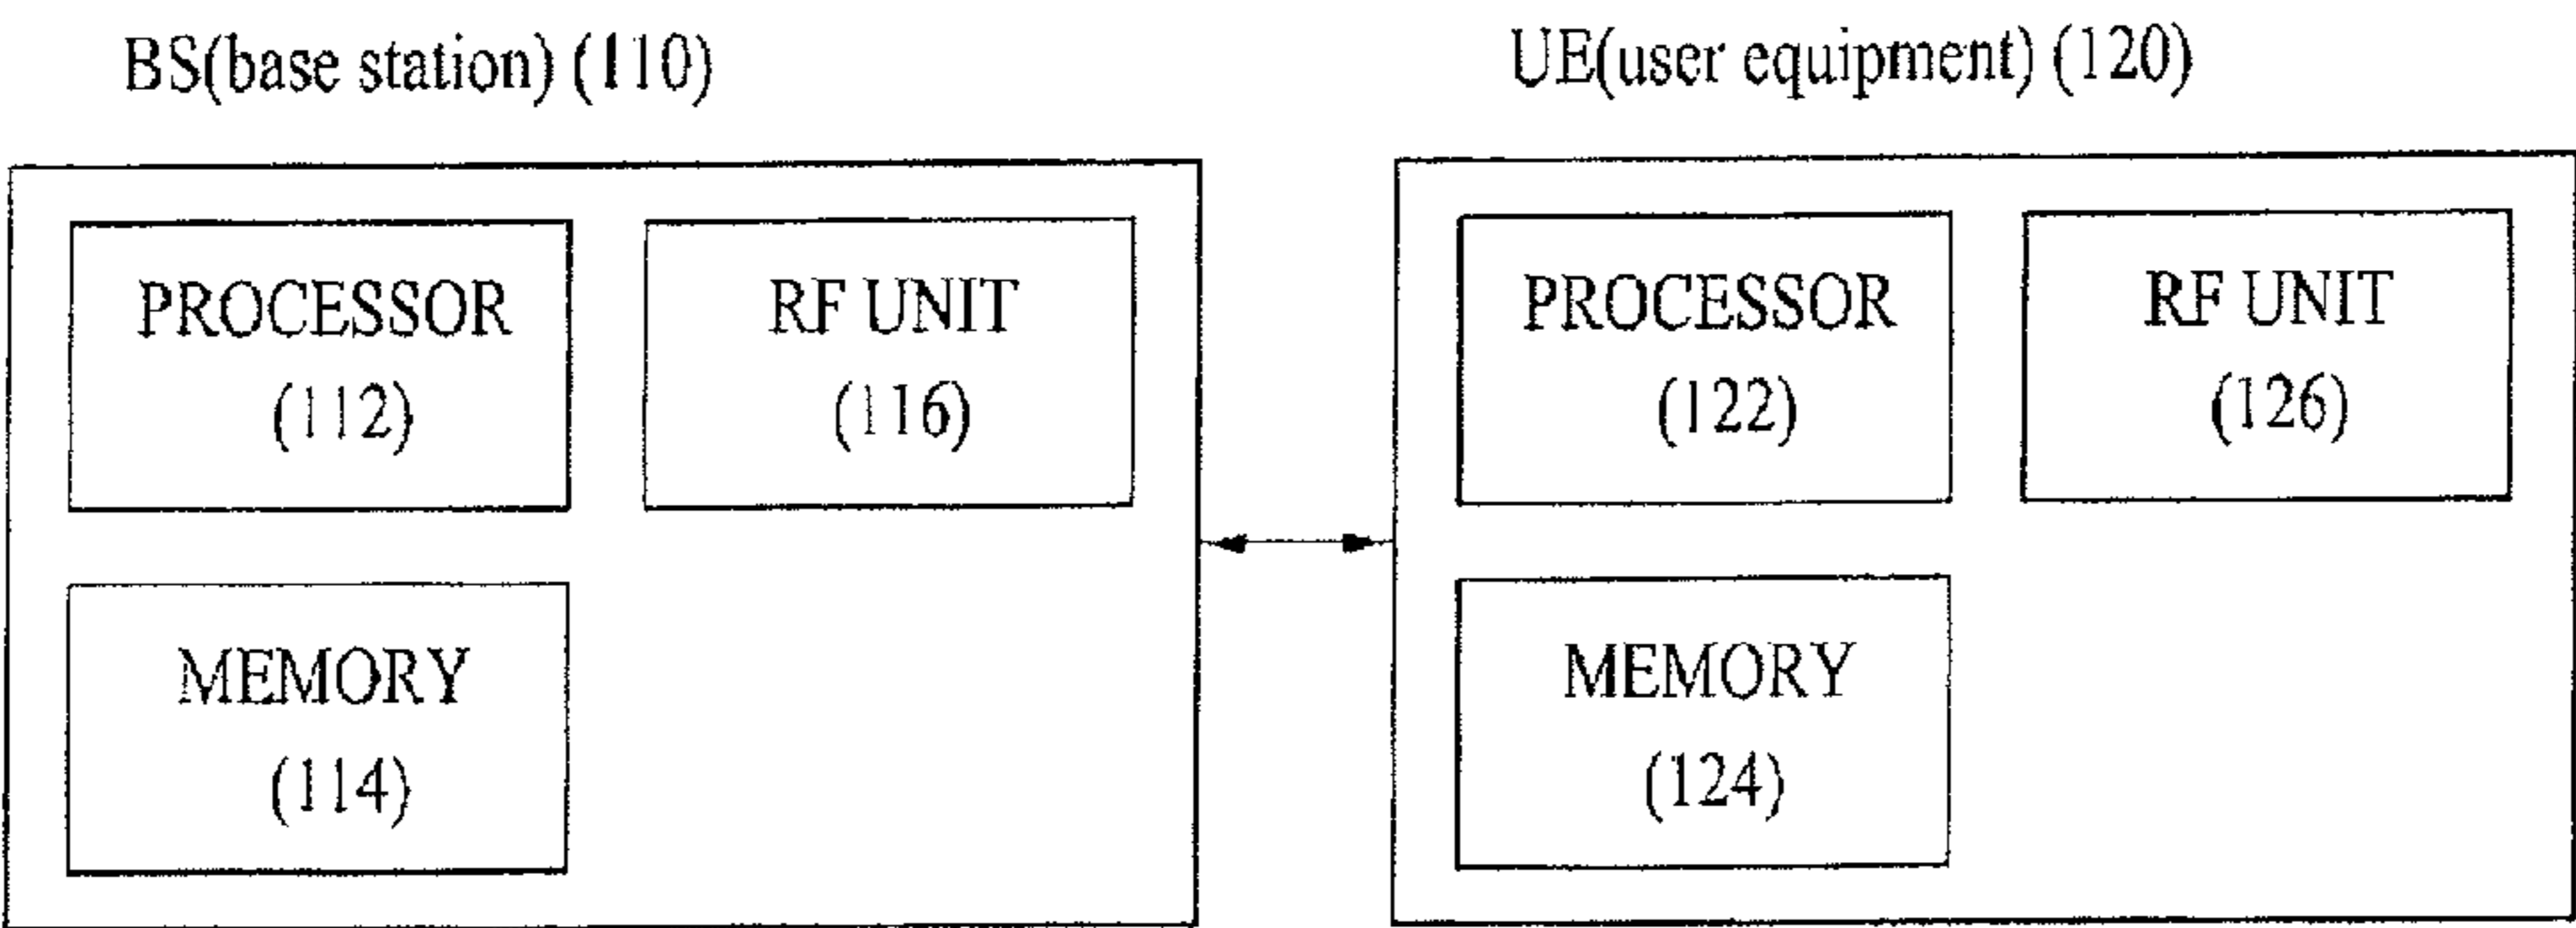 BS(base station) (110)
UE(user equipment) (120)
PROCESSOR
(112)
RF UNIT
(116)
MEMORY
(114)
PROCESSOR
(122)
RF UNIT
(126)
MEMORY
(124)